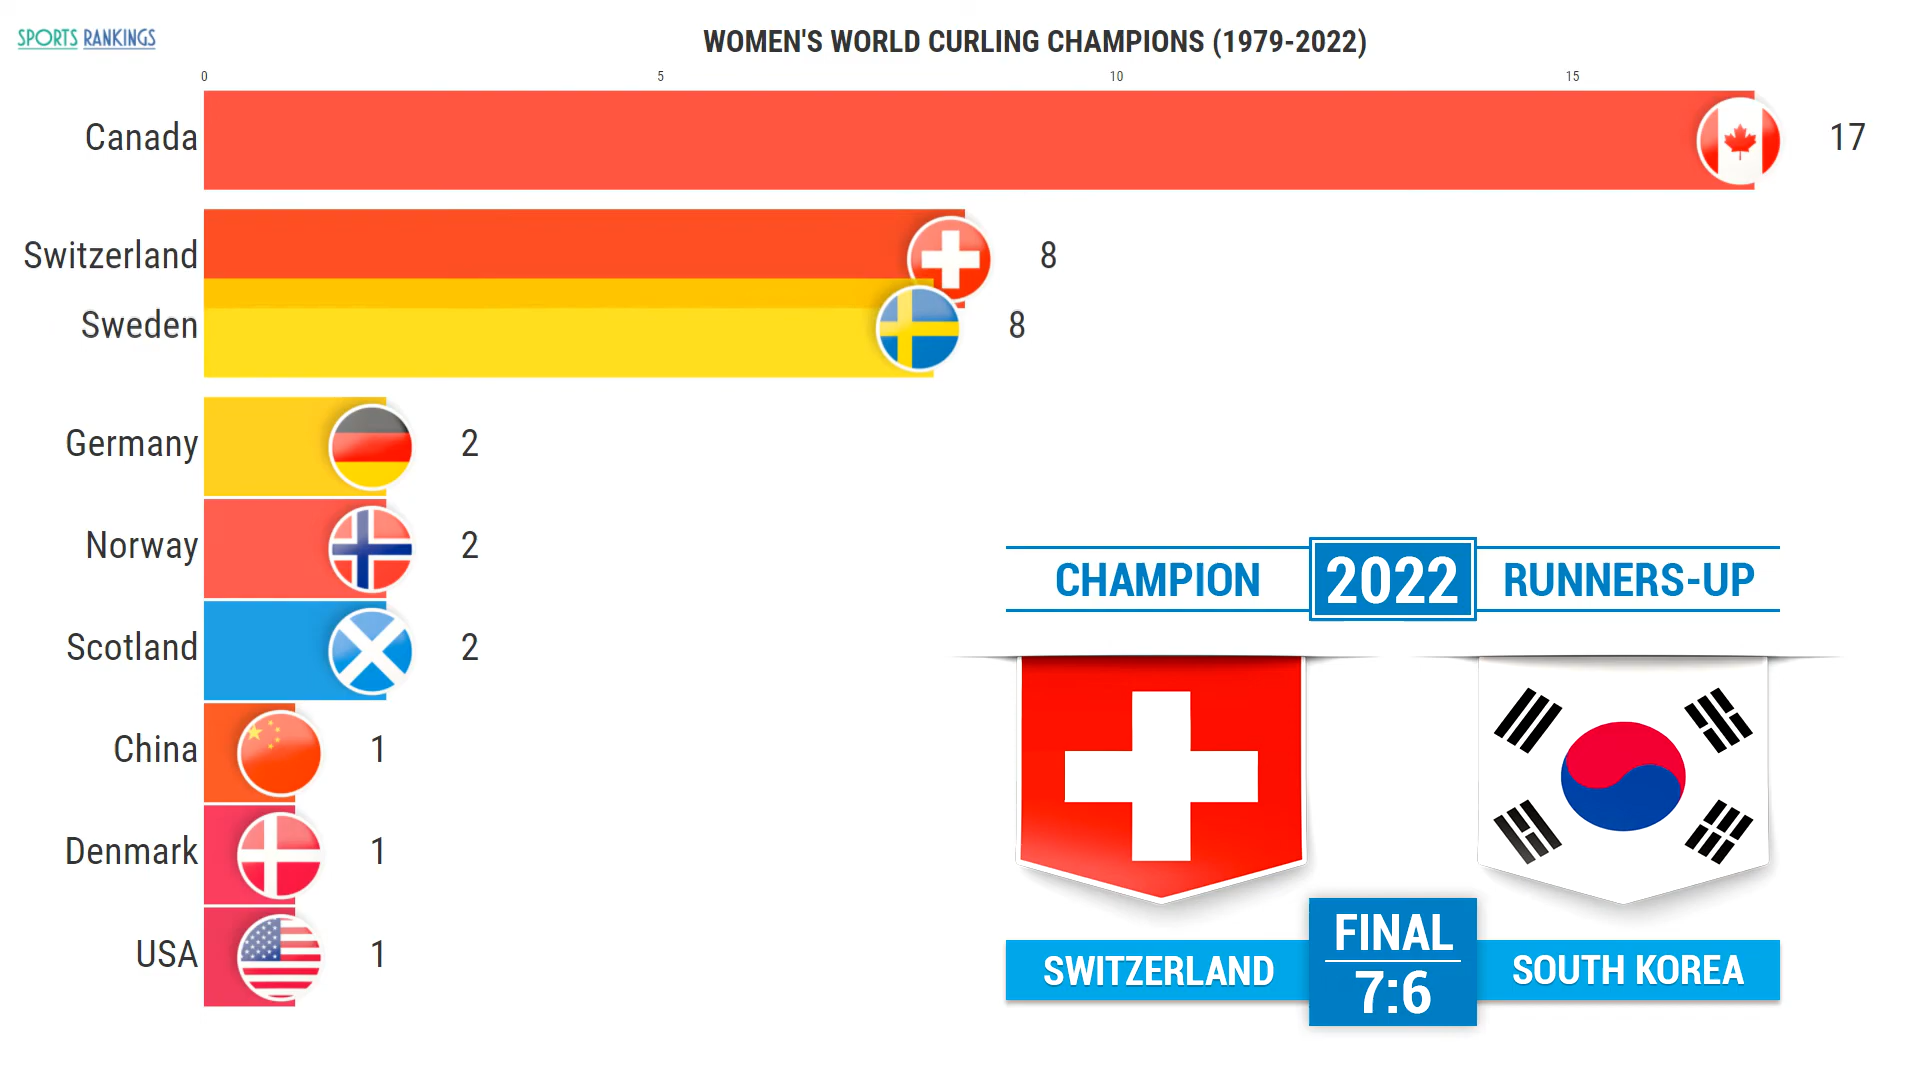 SPORTS RANKINGS
WOMEN'S WORLD CURLING CHAMPIONS (1979-2022)
0 5 10 15
Canada 17
Switzerland 8
Sweden 8
Germany 2
Norway 2
Scotland 2
China 1
Denmark 1
USA 1
CHAMPION 2022 RUNNERS-UP
FINAL
SWITZERLAND 7:6 SOUTH KOREA